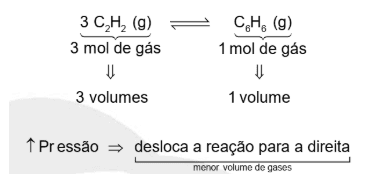 3 C₂H₂ (g) ⇌ C₆H₆ (g)
3 mol de gás 1 mol de gás
⇓ ⇓
3 volumes 1 volume
↑ Pressão ⇒ desloca a reação para a direita
menor volume de gases